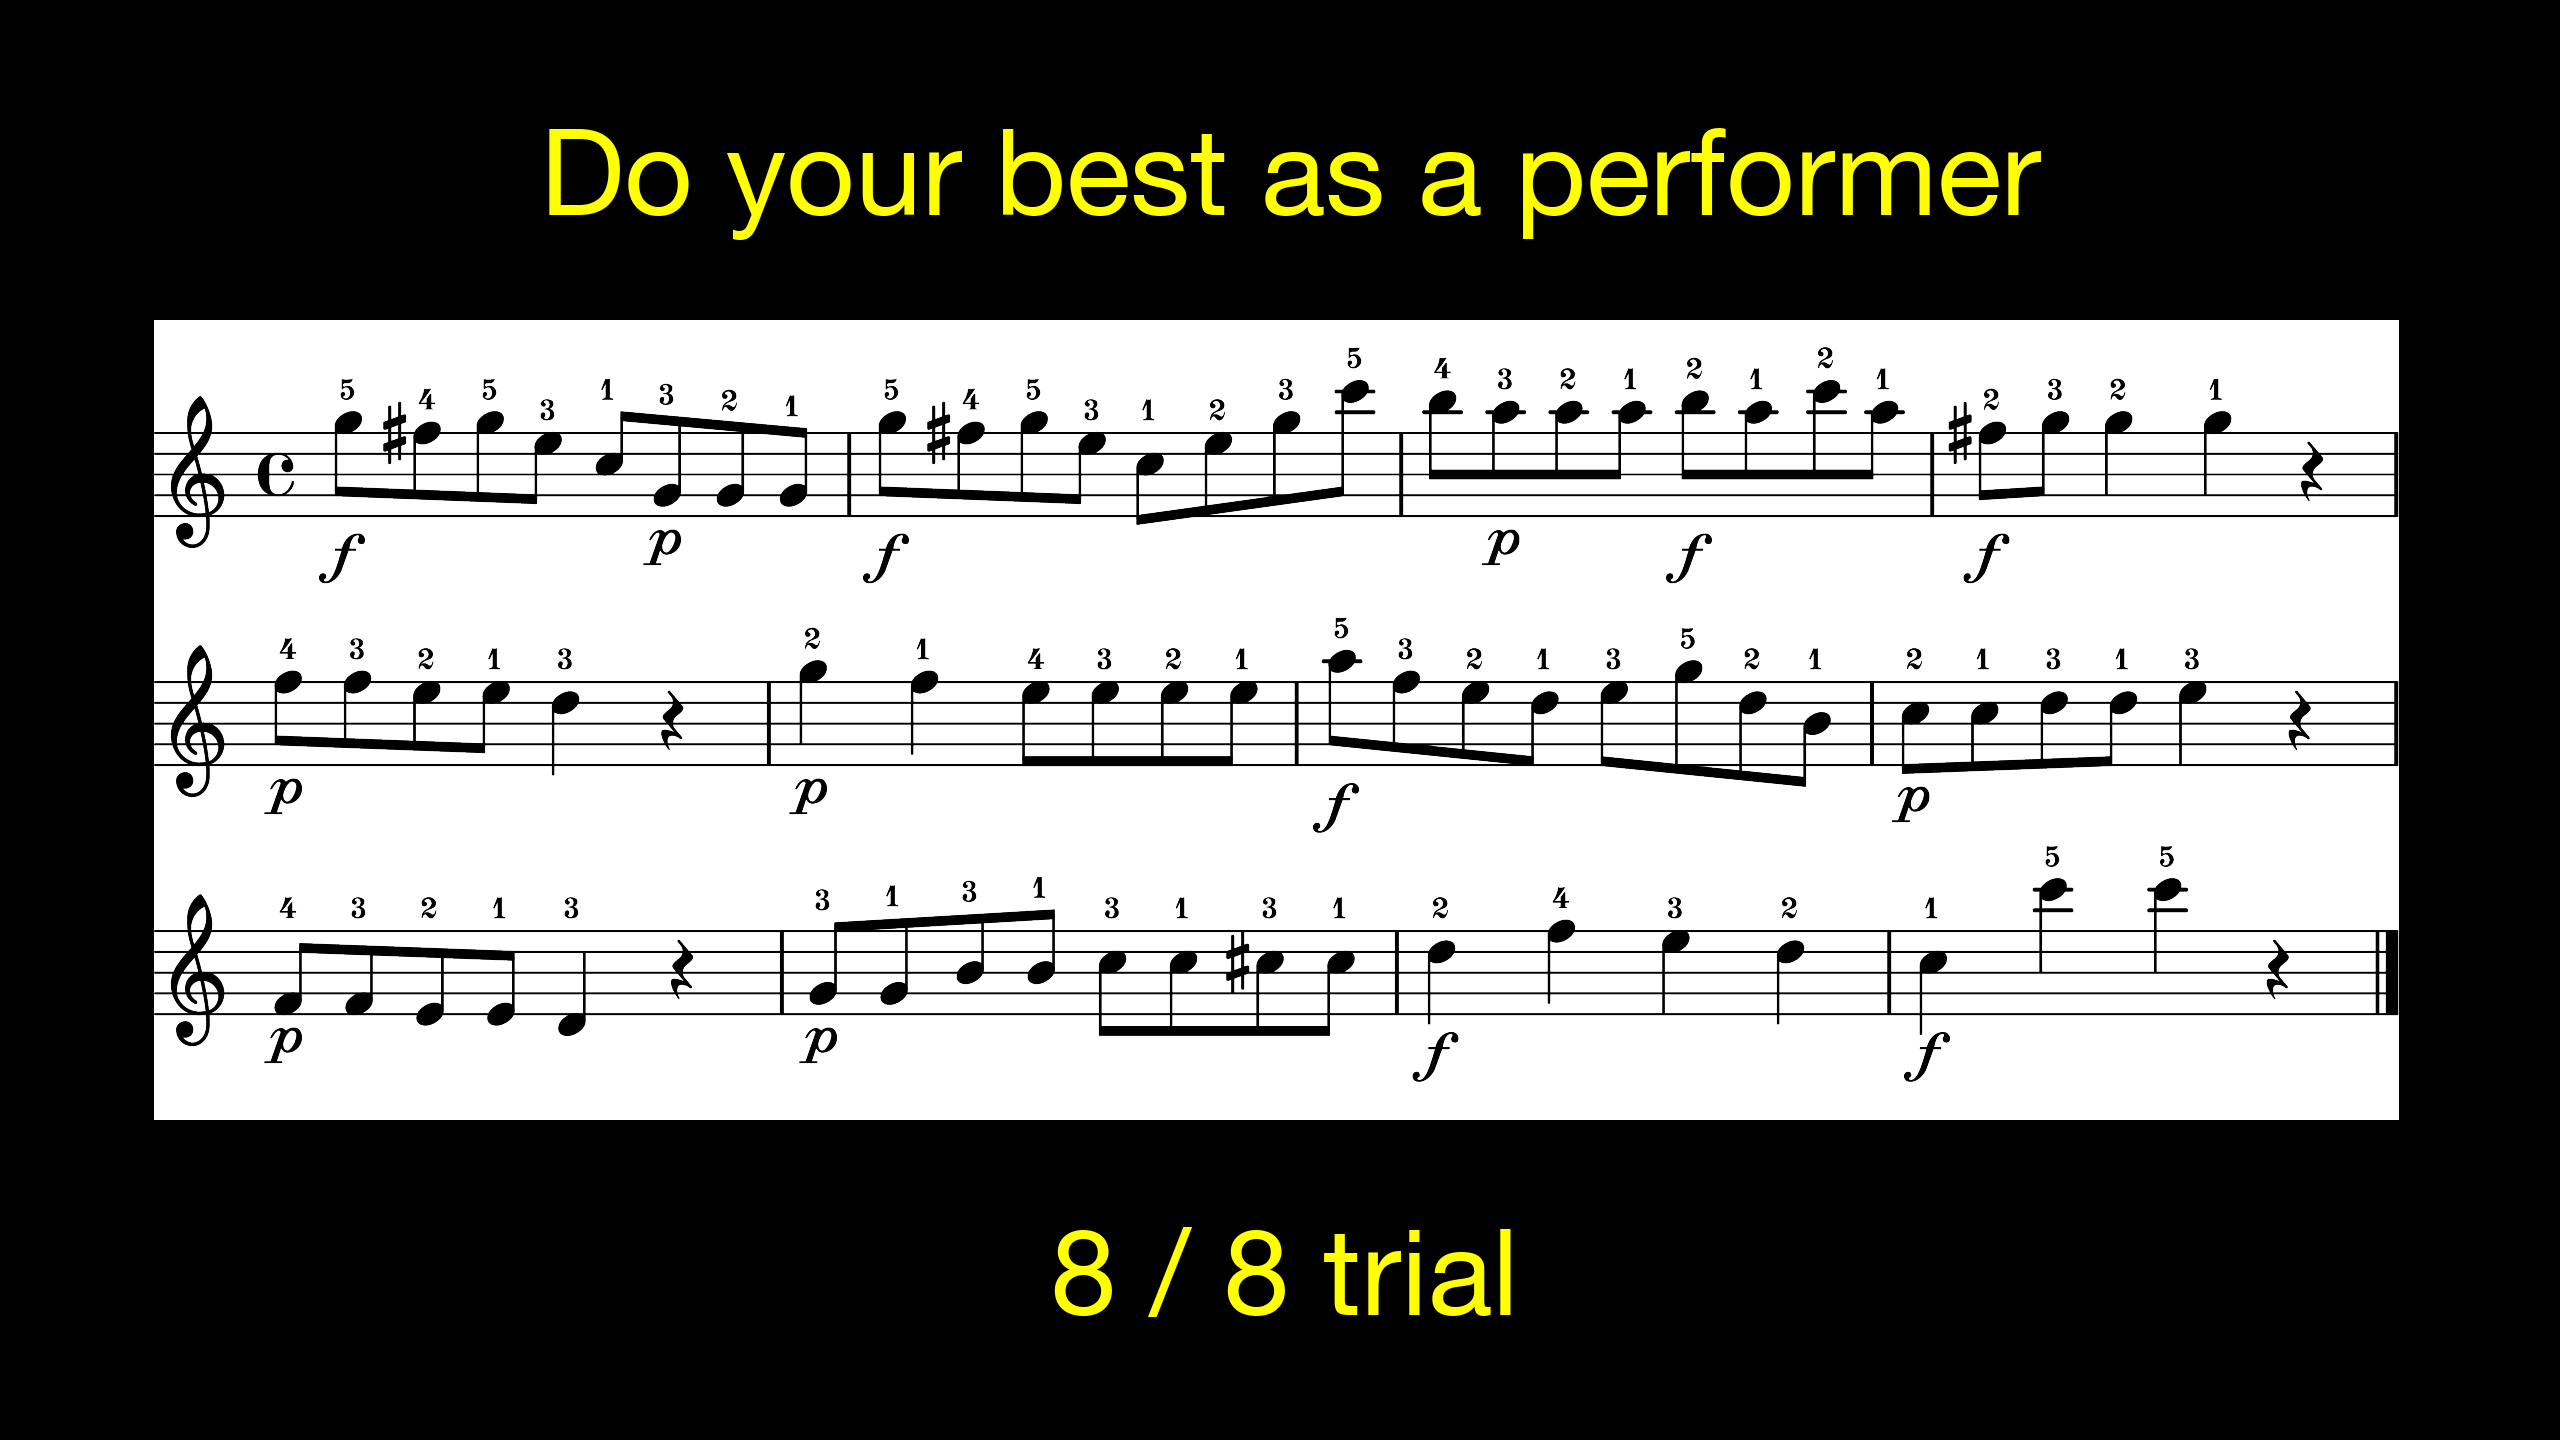 Do your best as a performer
5 4 5 3 1 3 2 1 5 4 5 3 1 2 3 5 4 3 2 1 2 1 2 1 2 3 2 1
f p f p f f
4 3 2 1 3 2 1 4 3 2 1 5 3 2 1 3 5 2 1 2 1 3 1 3
p p f p
4 3 2 1 3 3 1 3 1 3 1 3 1 2 4 3 2 1 5 5
p p f f
8 / 8 trial